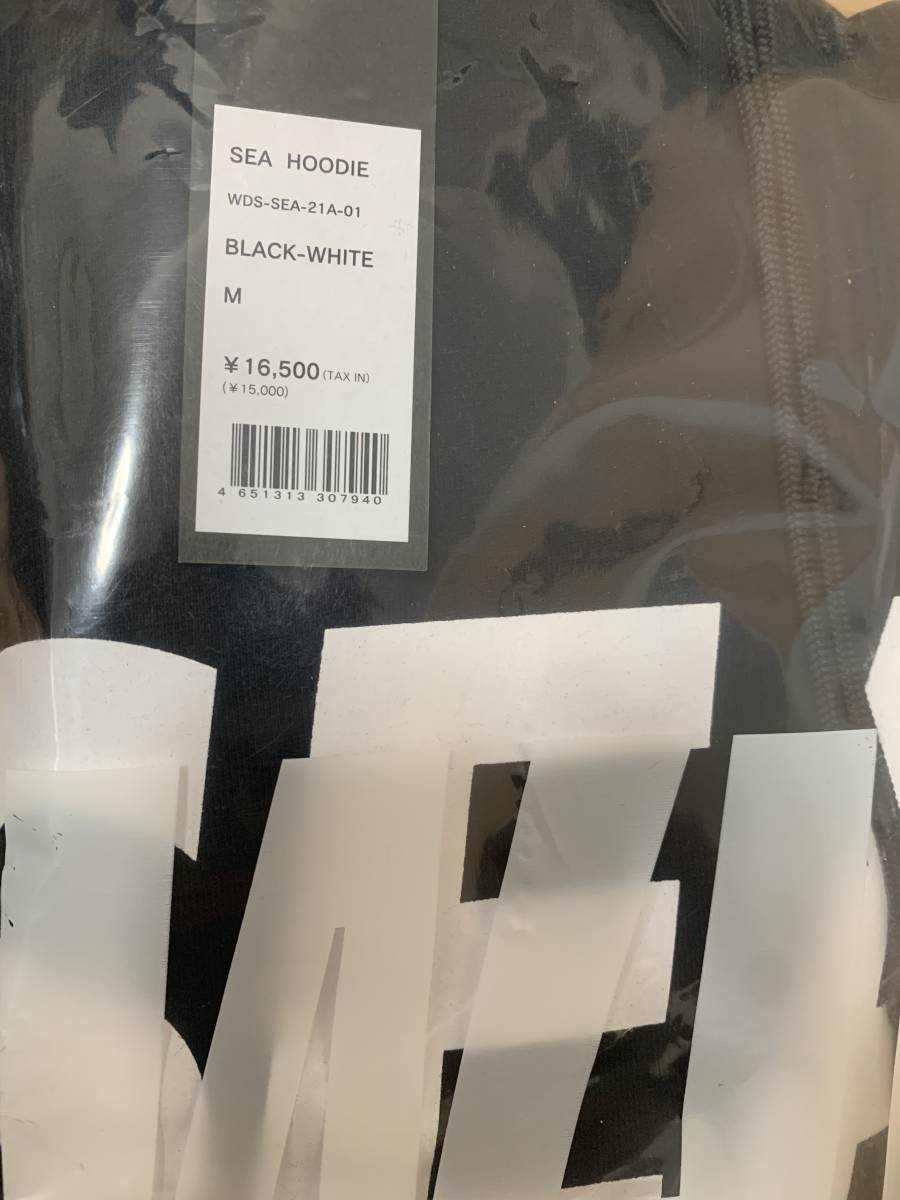 SEA HOODIE
WDS-SEA-21A-01
BLACK-WHITE
M
¥16,500 (TAX IN)
(¥15,000)
4 651313 307940